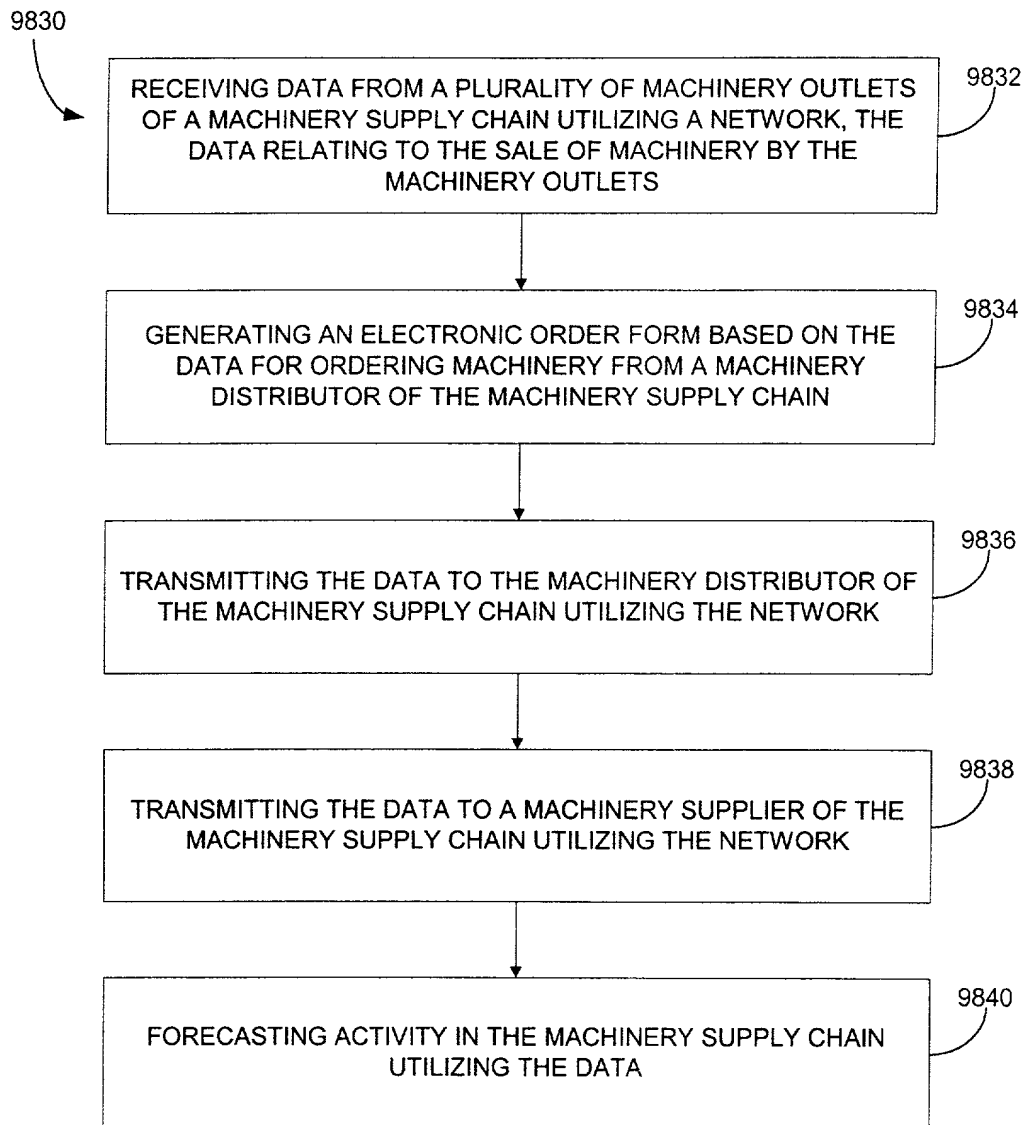 9830
RECEIVING DATA FROM A PLURALITY OF MACHINERY OUTLETS
OF A MACHINERY SUPPLY CHAIN UTILIZING A NETWORK, THE
DATA RELATING TO THE SALE OF MACHINERY BY THE
MACHINERY OUTLETS
9832
GENERATING AN ELECTRONIC ORDER FORM BASED ON THE
DATA FOR ORDERING MACHINERY FROM A MACHINERY
DISTRIBUTOR OF THE MACHINERY SUPPLY CHAIN
9834
TRANSMITTING THE DATA TO THE MACHINERY DISTRIBUTOR OF
THE MACHINERY SUPPLY CHAIN UTILIZING THE NETWORK
9836
TRANSMITTING THE DATA TO A MACHINERY SUPPLIER OF THE
MACHINERY SUPPLY CHAIN UTILIZING THE NETWORK
9838
FORECASTING ACTIVITY IN THE MACHINERY SUPPLY CHAIN
UTILIZING THE DATA
9840